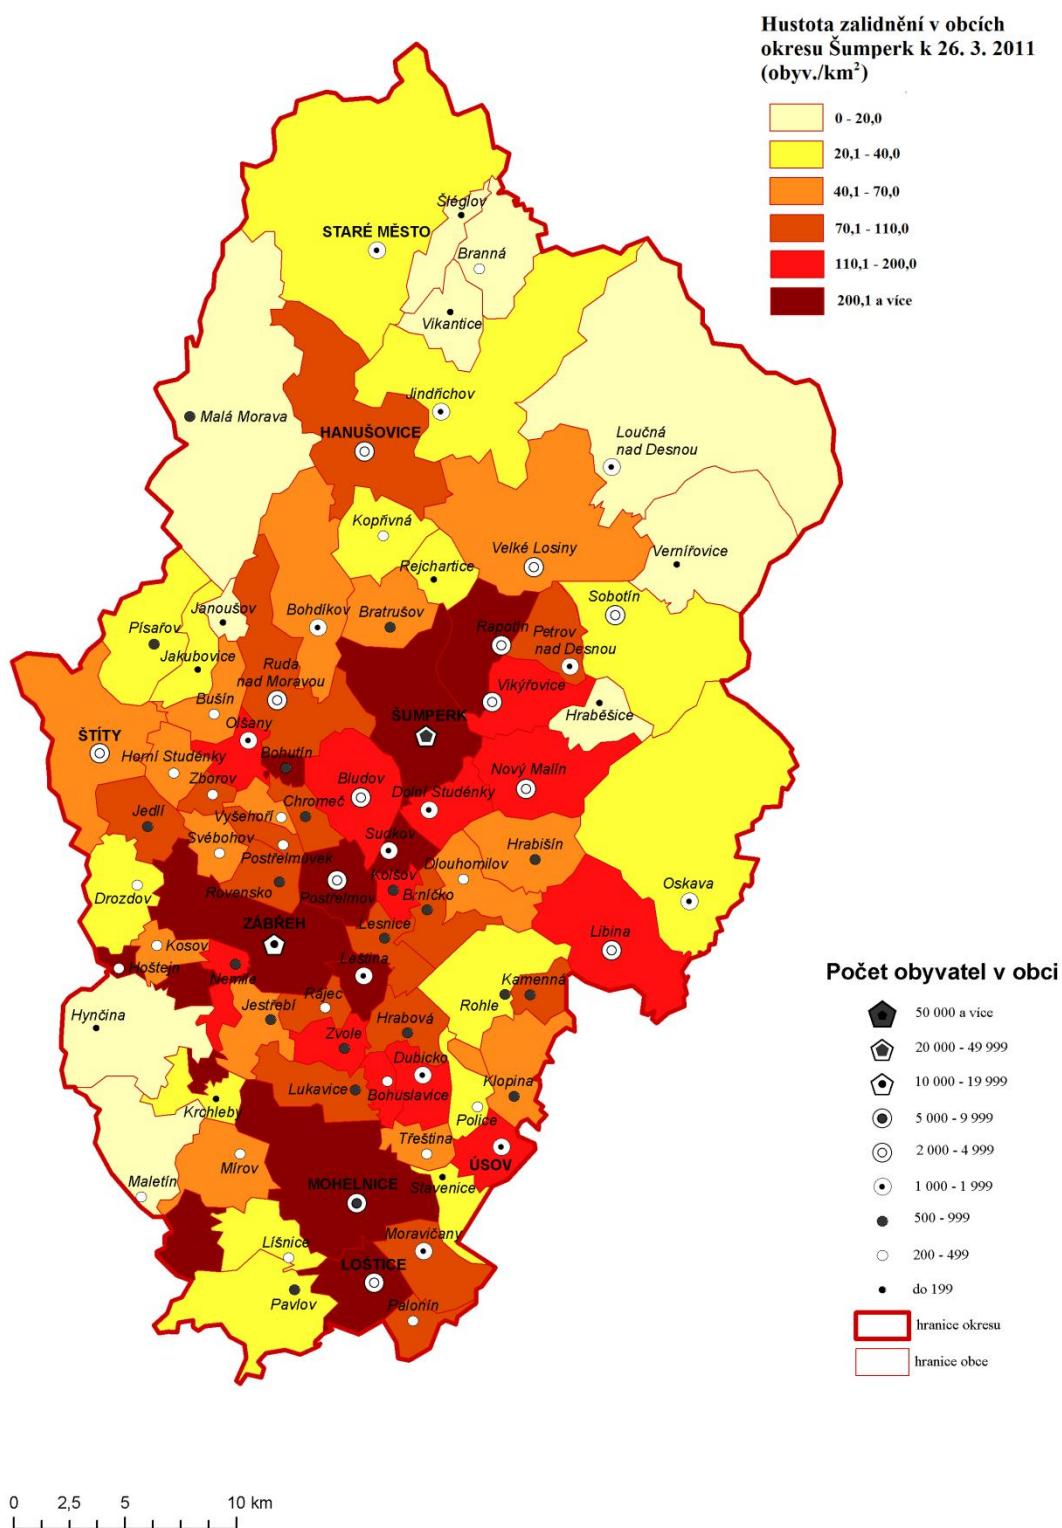 Hustota zalidnění v obcích
okresu Šumperk k 26. 3. 2011
(obyv./km²)
0 - 20,0
20,1 - 40,0
40,1 - 70,0
70,1 - 110,0
110,1 - 200,0
200,1 a více
Šléglov
STARÉ MĚSTO
Branná
Vikantice
Jindřichov
Malá Morava
HANUŠOVICE
Loučná
nad Desnou
Kopřivná
Velké Losiny
Vernířovice
Rejchartice
Sobotín
Janoušov
Bohdíkov
Bratrušov
Písařov
Rapotín
Petrov
nad Desnou
Jakubovice
Ruda
nad Moravou
Vikýřovice
Bušín
Hraběšice
ŠUMPERK
Olšany
ŠTÍTY
Horní Studénky
Bohutín
Nový Malín
Zborov
Bludov
Dolní Studénky
Jedlí
Vyšehoří
Chromeč
Svébohov
Sudkov
Postřelmůvek
Dlouhomilov
Hrabišín
Kolšov
Rovensko
Postřelmov
Brníčko
Drozdov
Oskava
ZÁBŘEH
Lesnice
Libina
Kosov
Hoštejn
Leština
Nemile
Kamenná
Rájec
Rohle
Jestřebí
Hynčina
Hrabová
Zvole
Dubicko
Lukavice
Bohuslavice
Klopina
Krchleby
Police
Třeština
Mírov
ÚSOV
Maletín
MOHELNICE
Stavenice
Moravičany
Líšnice
LOŠTICE
Pavlov
Palonín
Počet obyvatel v obci
50 000 a více
20 000 - 49 999
10 000 - 19 999
5 000 - 9 999
2 000 - 4 999
1 000 - 1 999
500 - 999
200 - 499
do 199
hranice okresu
hranice obce
0 2,5 5 10 km